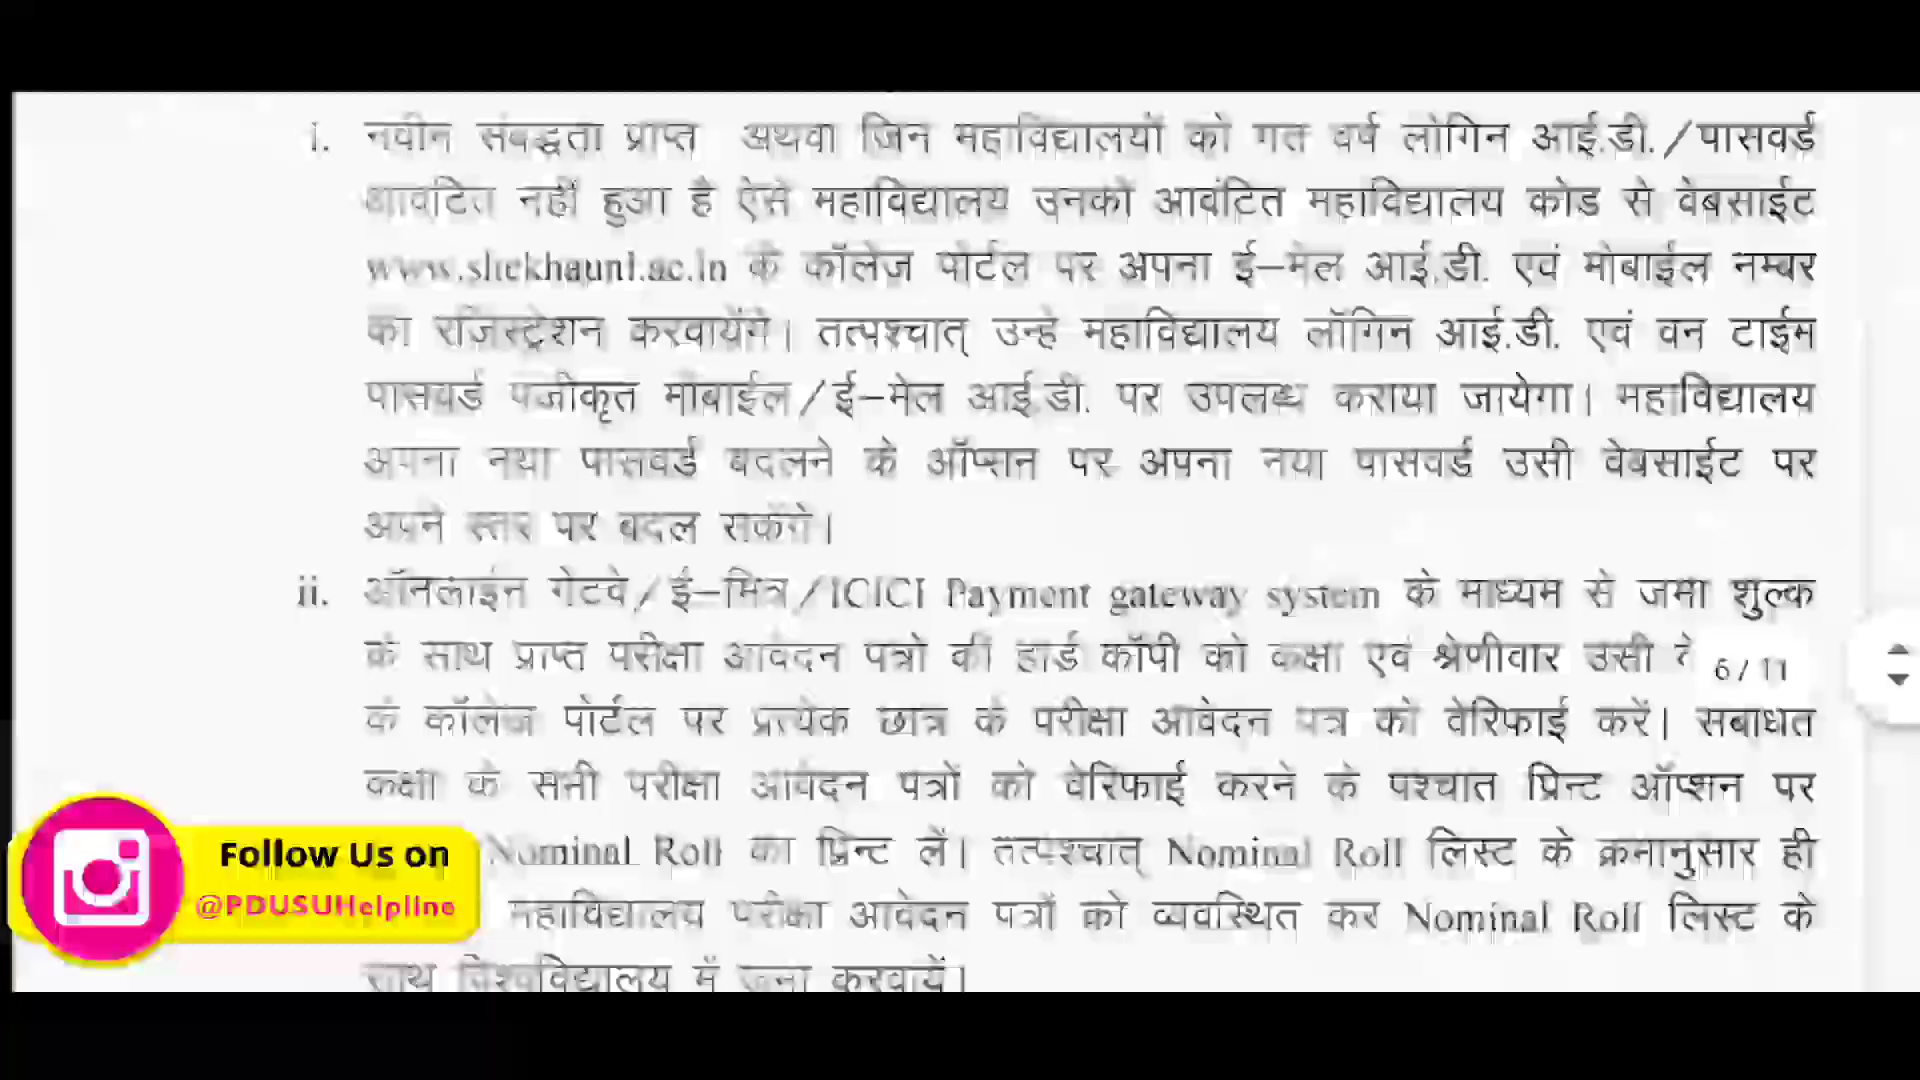 i. नवीन संबद्धता प्राप्त अथवा जिन महाविद्यालयों को गत वर्ष लोगिन आई.डी./पासवर्ड
आवंटित नहीं हुआ है ऐसे महाविद्यालय उनको आवंटित महाविद्यालय कोड से वेबसाईट
www.shekhauni.ac.in के कॉलेज पोर्टल पर अपना ई–मेल आई.डी. एवं मोबाईल नम्बर
का रजिस्ट्रेशन करवायेंगे। तत्पश्चात् उन्हे महाविद्यालय लॉगिन आई.डी. एवं वन टाईम
पासवर्ड पंजीकृत मोबाईल/ई–मेल आई.डी. पर उपलब्ध कराया जायेगा। महाविद्यालय
अपना नया पासवर्ड बदलने के ऑप्शन पर अपना नया पासवर्ड उसी वेबसाईट पर
अपने स्तर पर बदल सकेंगे।
ii. ऑनलाईन गेटवे/ई–मित्र/ICICI Payment gateway system के माध्यम से जमा शुल्क
के साथ प्राप्त परीक्षा आवेदन पत्रो की हार्ड कॉपी को कक्षा एवं श्रेणीवार उसी
6 / 11
के कॉलेज पोर्टल पर प्रत्येक छात्र के परीक्षा आवेदन पत्र को वेरिफाई करें। संबंधित
कक्षा के सभी परीक्षा आवेदन पत्रों को वेरिफाई करने के पश्चात प्रिन्ट ऑप्शन पर
Nominal Roll का प्रिन्ट लें। तत्पश्चात् Nominal Roll लिस्ट के क्रमानुसार ही
महाविद्यालय परीक्षा आवेदन पत्रों को व्यवस्थित कर Nominal Roll लिस्ट के
साथ विश्वविद्यालय में जमा करवायें।
Follow Us on
@PDUSUHelpline